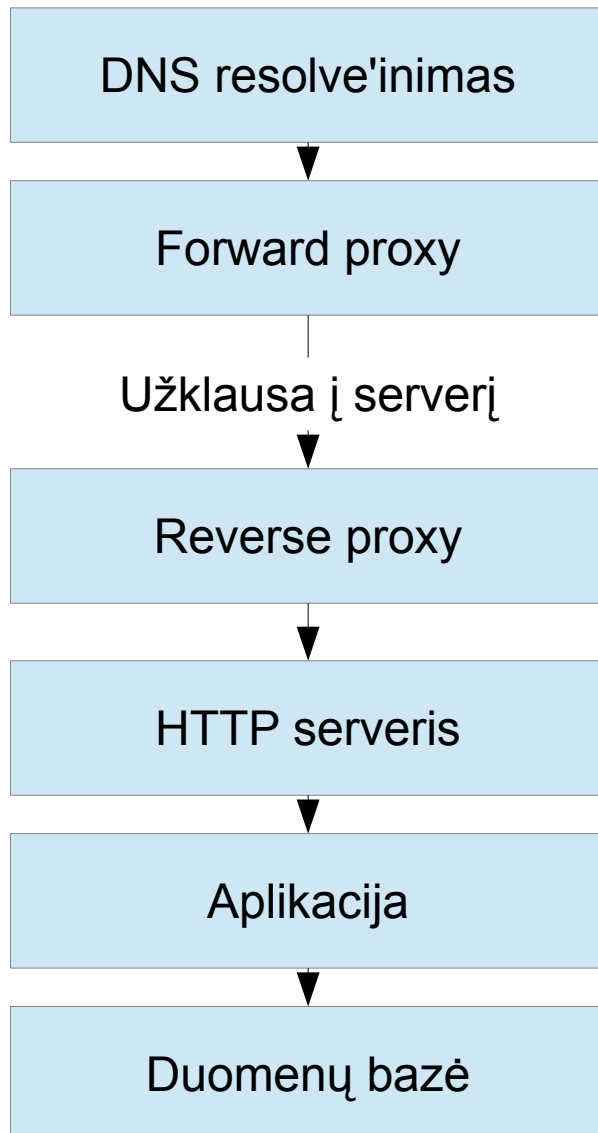 DNS resolve'inimas
Forward proxy
Užklausa į serverį
Reverse proxy
HTTP serveris
Aplikacija
Duomenų bazė